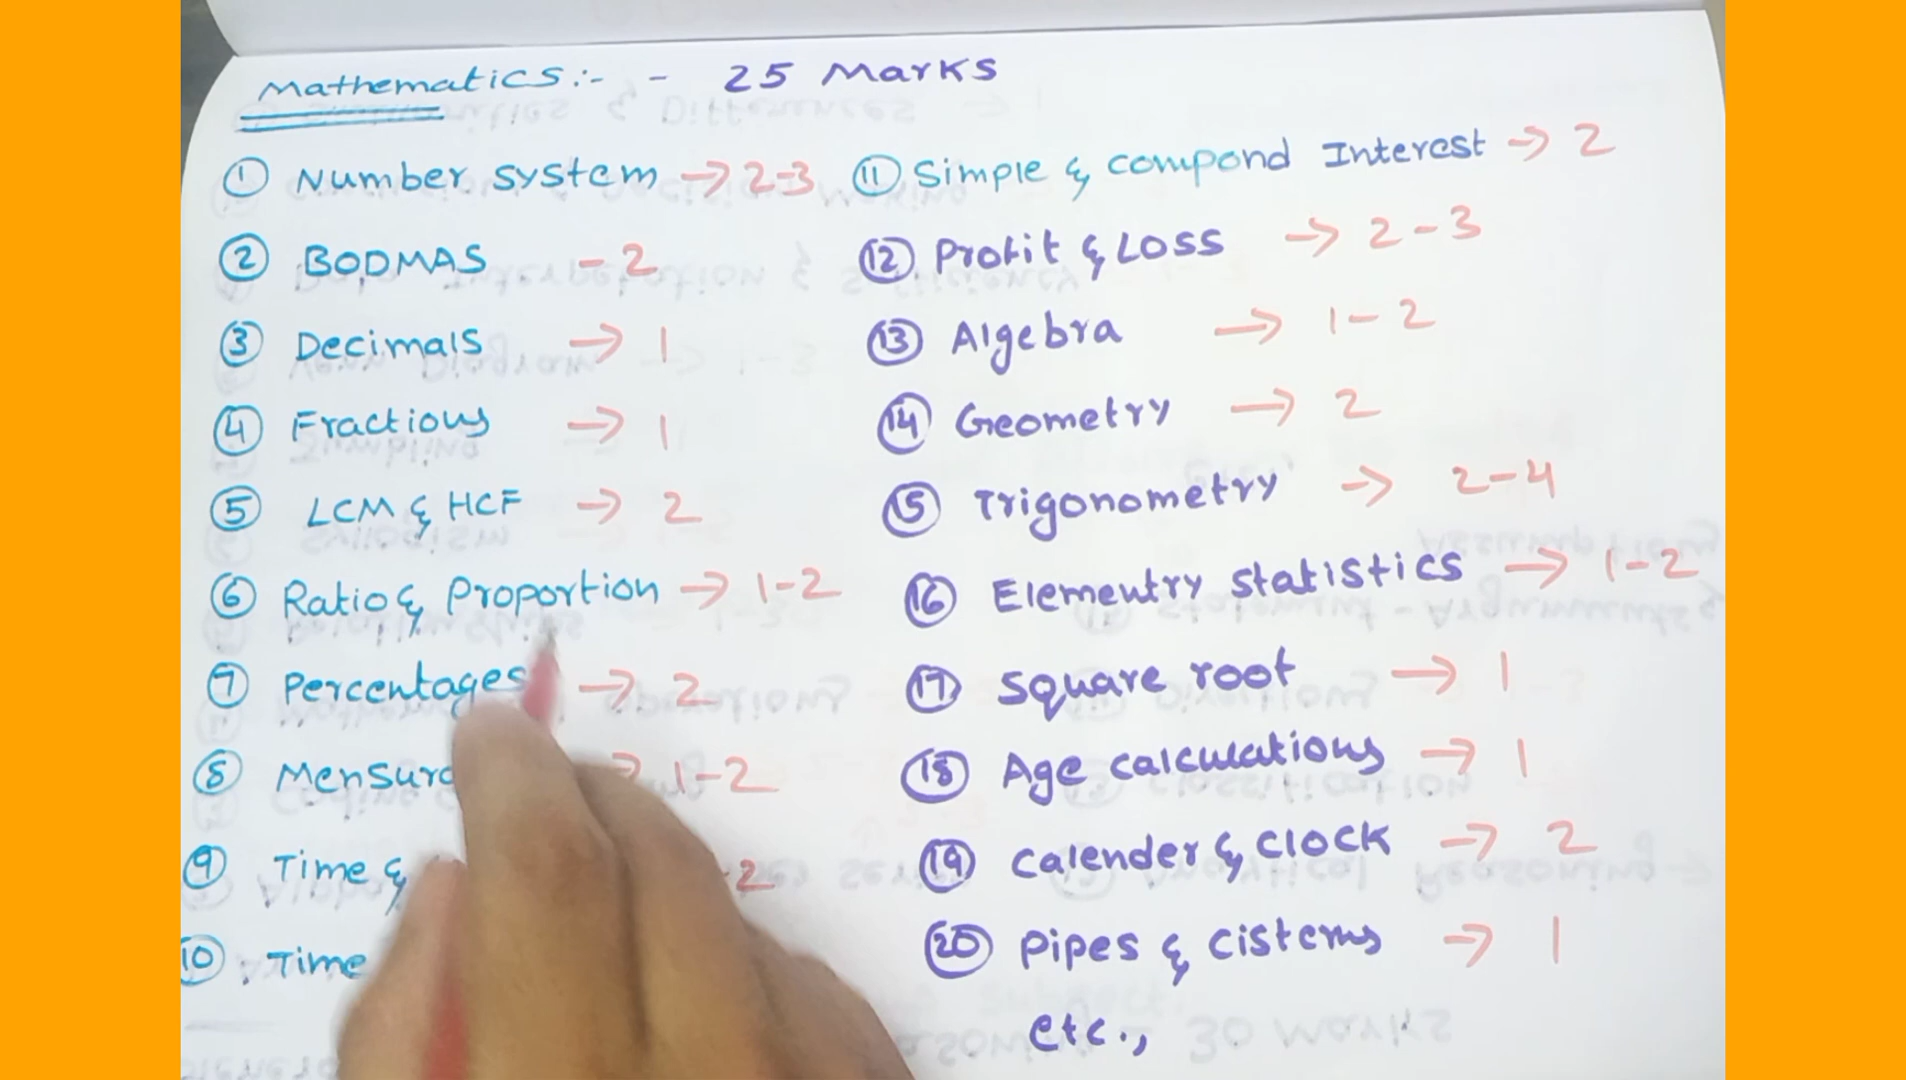 Mathematics:- - 25 Marks
① Number system → 2-3
② BODMAS - 2
③ Decimals → 1
④ Fractions → 1
⑤ LCM & HCF → 2
⑥ Ratio & Proportion → 1-2
⑦ Percentages → 2
⑧ → 1-2
⑨ Time & 2
⑩ Time
⑪ Simple & compond Interest → 2
⑫ Profit & Loss → 2-3
⑬ Algebra → 1-2
⑭ Geometry → 2
⑮ Trigonometry → 2-4
⑯ Elementry statistics → 1-2
⑰ Square root → 1
⑱ Age calculations → 1
⑲ Calender & Clock → 2
⑳ Pipes & Cisterns → 1
etc.,